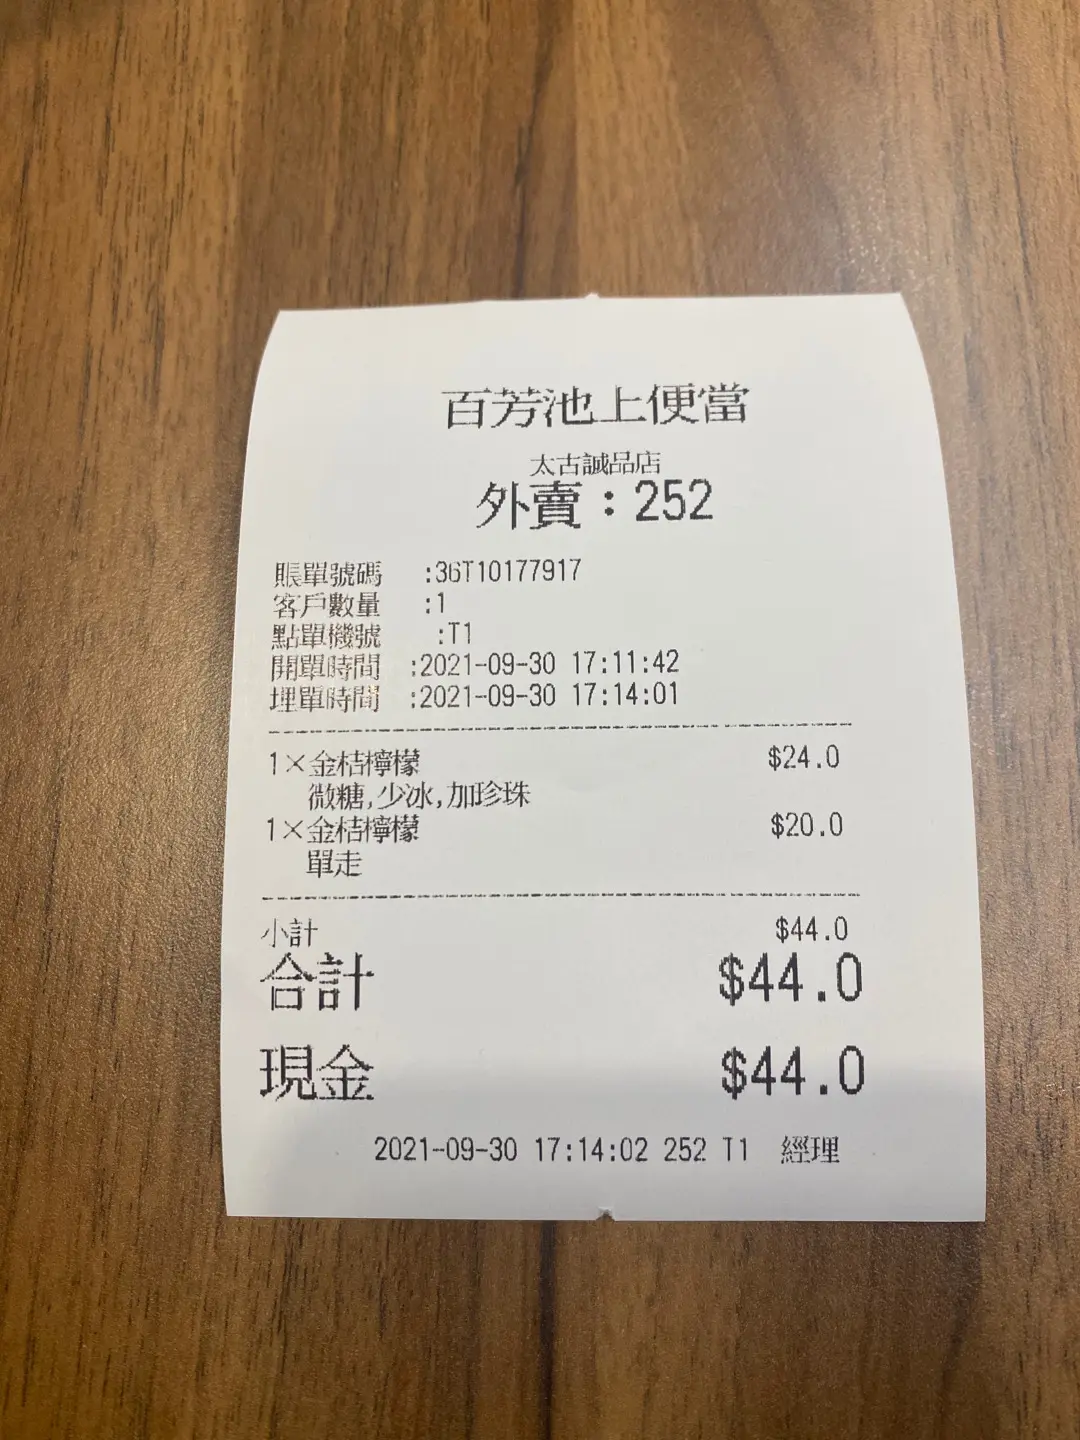 百芳池上便當
太古誠品店
外賣：252
賬單號碼 :36T10177917
客戶數量 :1
點單機號 :T1
開單時間 :2021-09-30 17:11:42
埋單時間 :2021-09-30 17:14:01
1×金桔檸檬 $24.0
微糖,少冰,加珍珠
1×金桔檸檬 $20.0
單走
小計 $44.0
合計 $44.0
現金 $44.0
2021-09-30 17:14:02 252 T1 經理